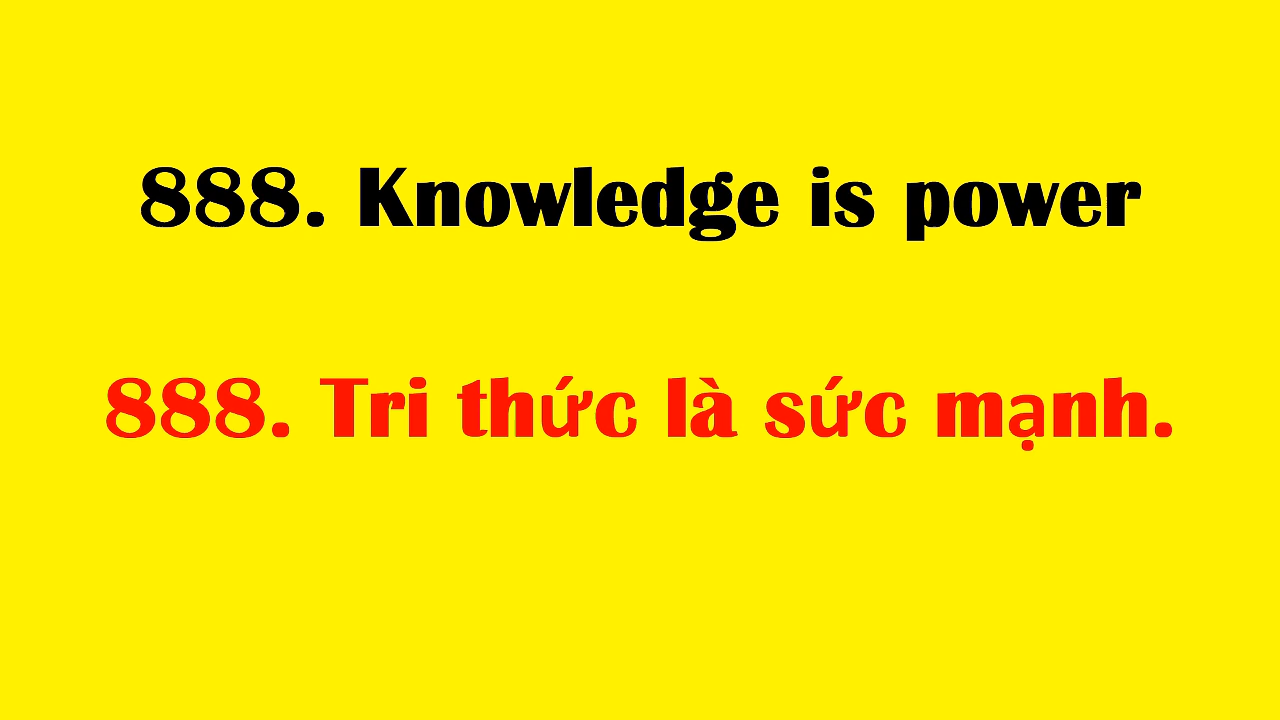 888. Knowledge is power
888. Tri thức là sức mạnh.